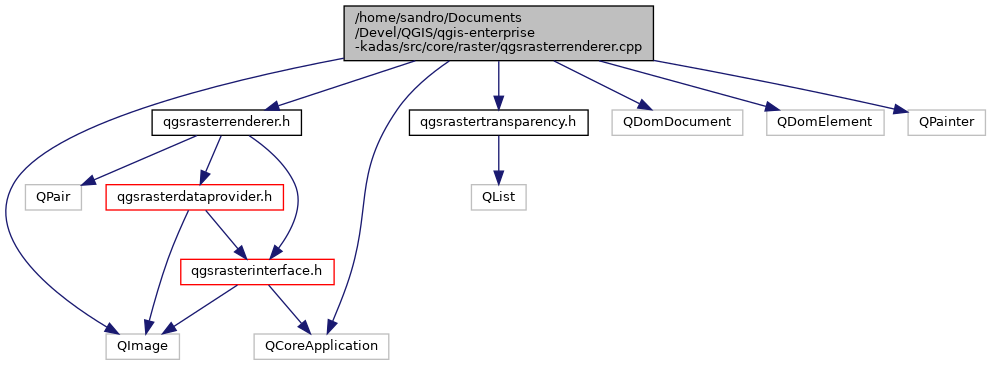 /home/sandro/Documents
/Devel/QGIS/qgis-enterprise
-kadas/src/core/raster/qgsrasterrenderer.cpp
qgsrasterrenderer.h
qgsrastertransparency.h
QDomDocument
QDomElement
QPainter
QPair
qgsrasterdataprovider.h
QList
qgsrasterinterface.h
QImage
QCoreApplication